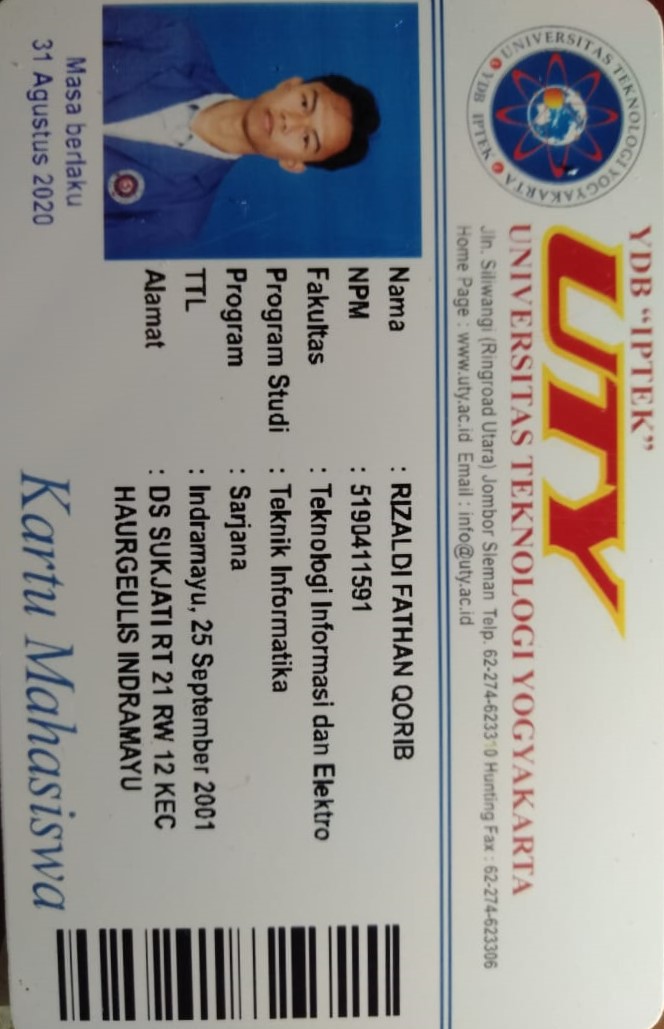 UNIVERSITAS TEKNOLOGI YOGYAKARTA
YDB IPTEK
YDB "IPTEK"
UTY
UNIVERSITAS TEKNOLOGI YOGYAKARTA
Jln. Siliwangi (Ringroad Utara) Jombor Sleman Telp. 62-274-623310 Hunting Fax : 62-274-623306
Home Page : www.uty.ac.id Email : info@uty.ac.id
Nama : RIZALDI FATHAN QORIB
NPM : 5190411591
Fakultas : Teknologi Informasi dan Elektro
Program Studi : Teknik Informatika
Program : Sarjana
TTL : Indramayu, 25 September 2001
Alamat : DS SUKJATI RT 21 RW 12 KEC
HAURGEULIS INDRAMAYU
Masa berlaku
31 Agustus 2020
Kartu Mahasiswa